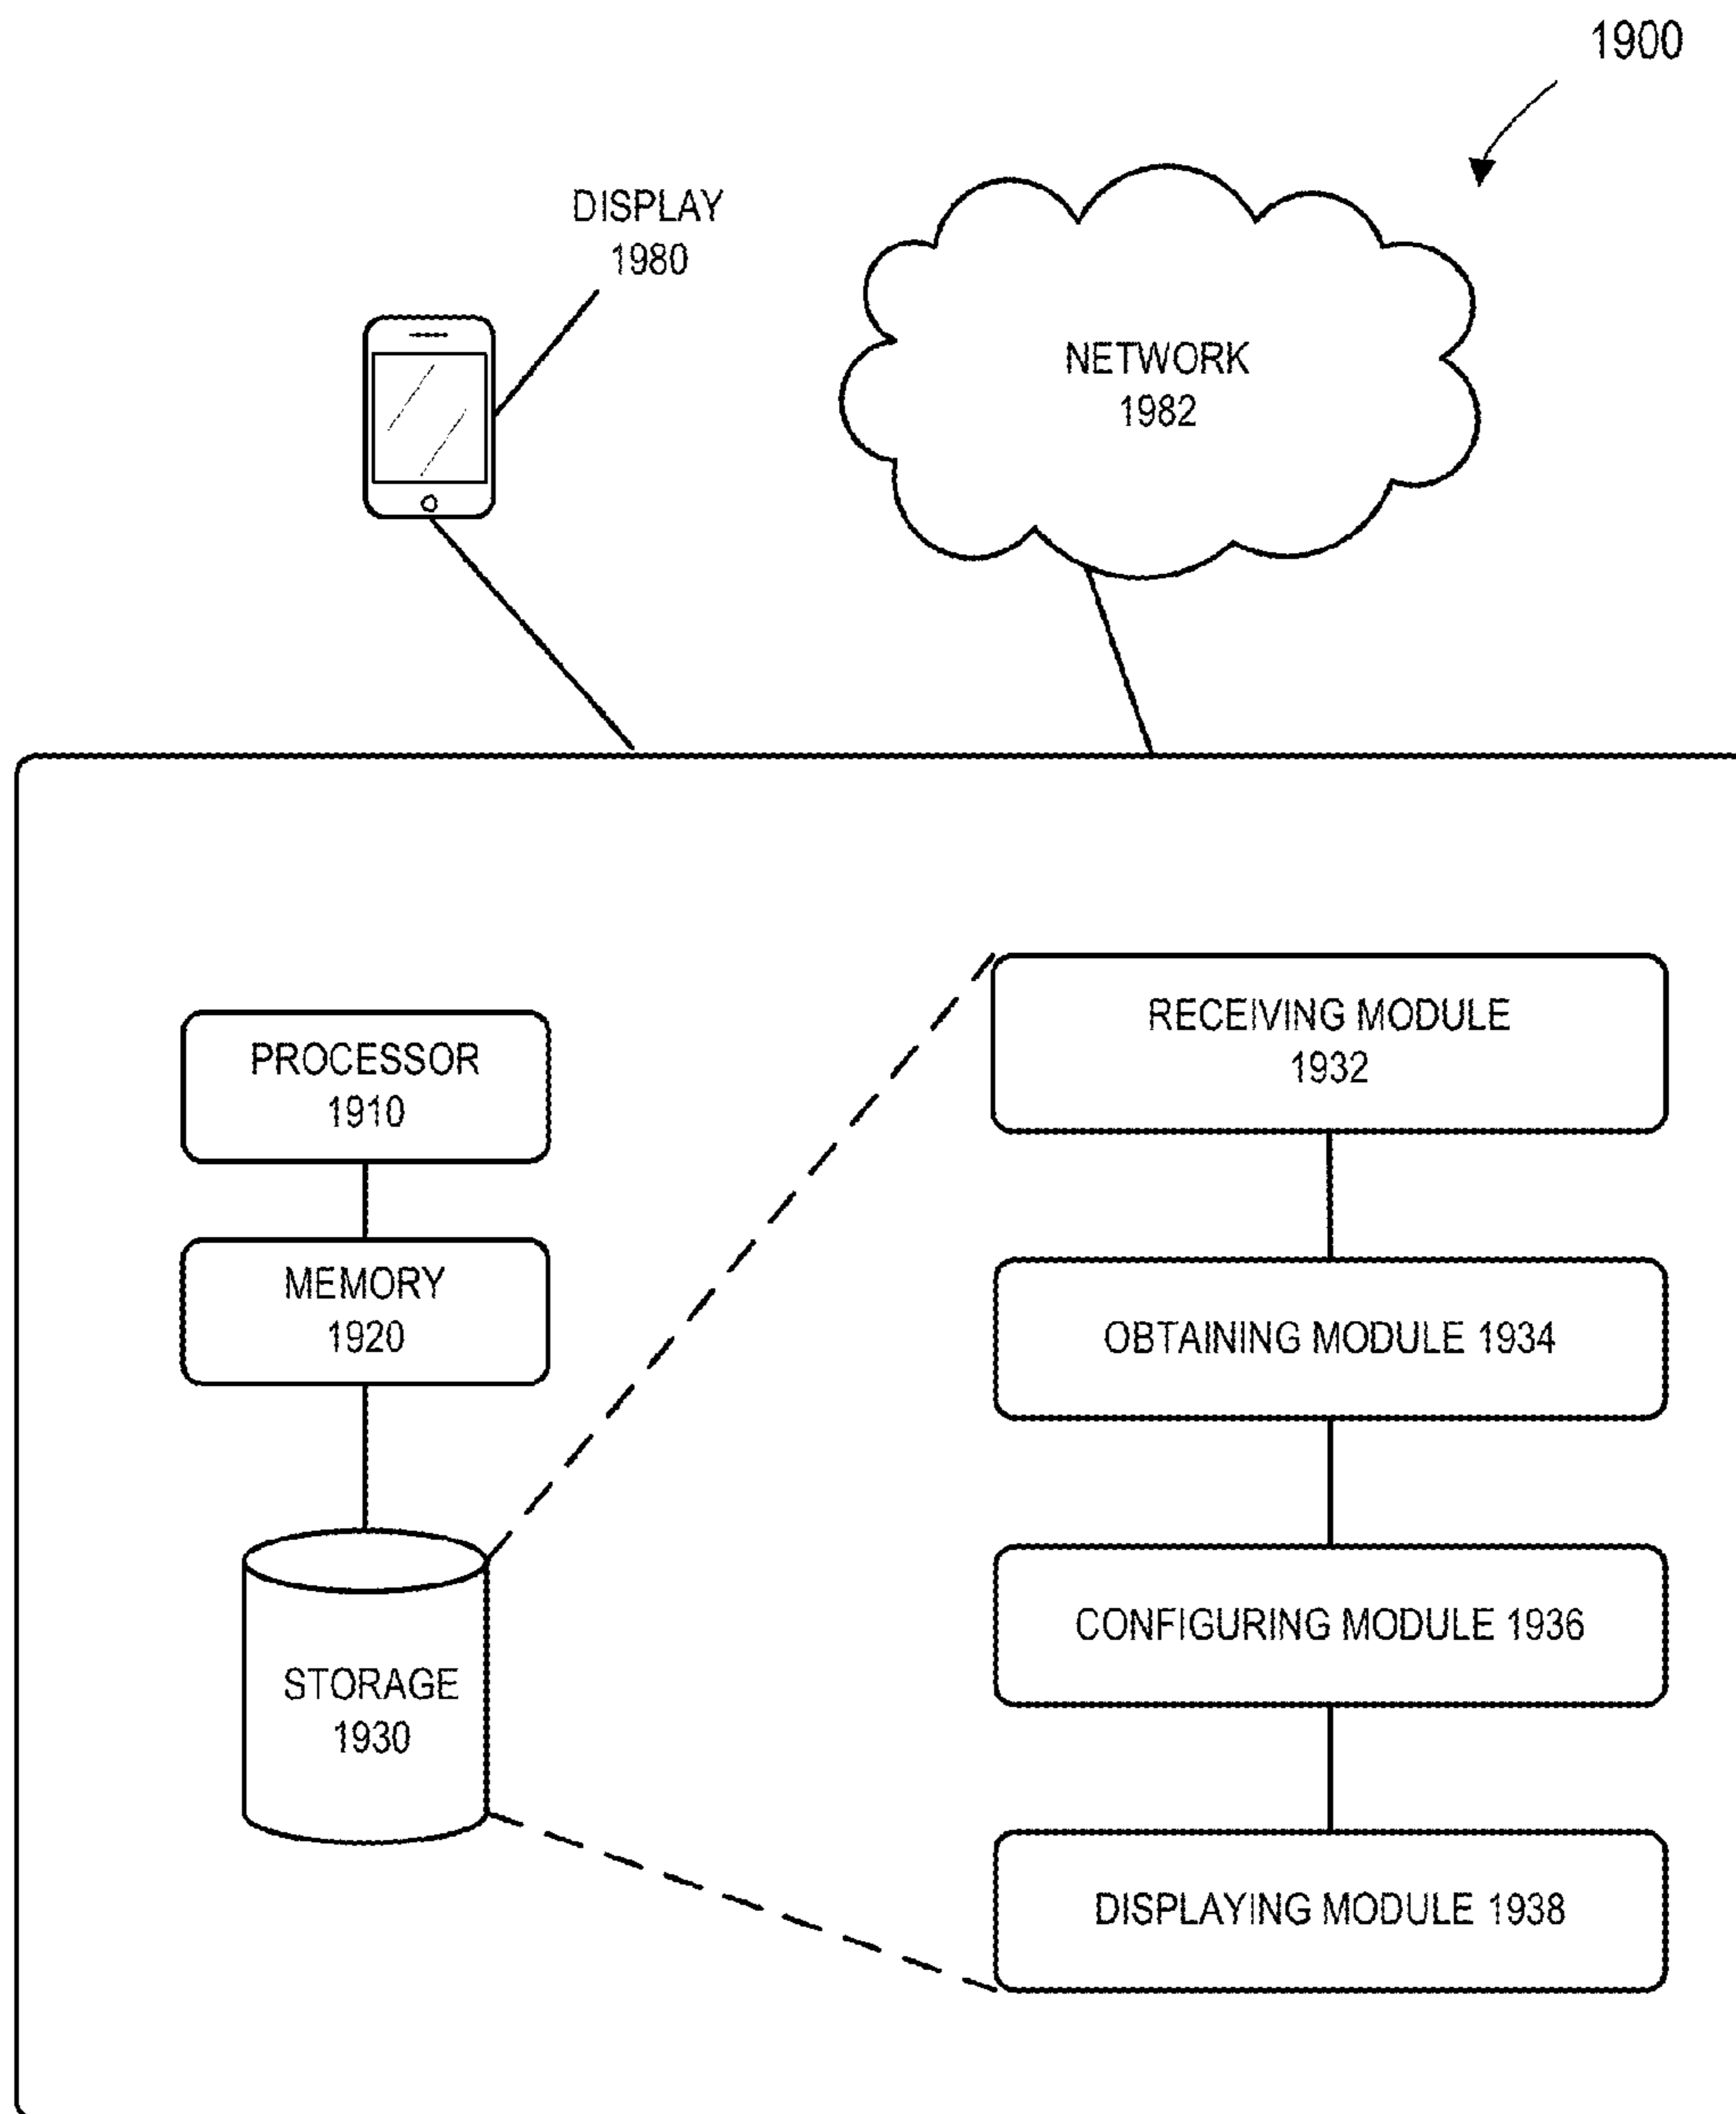 1900
DISPLAY
1980
NETWORK
1982
PROCESSOR
1910
MEMORY
1920
STORAGE
1930
RECEIVING MODULE
1932
OBTAINING MODULE 1934
CONFIGURING MODULE 1936
DISPLAYING MODULE 1938